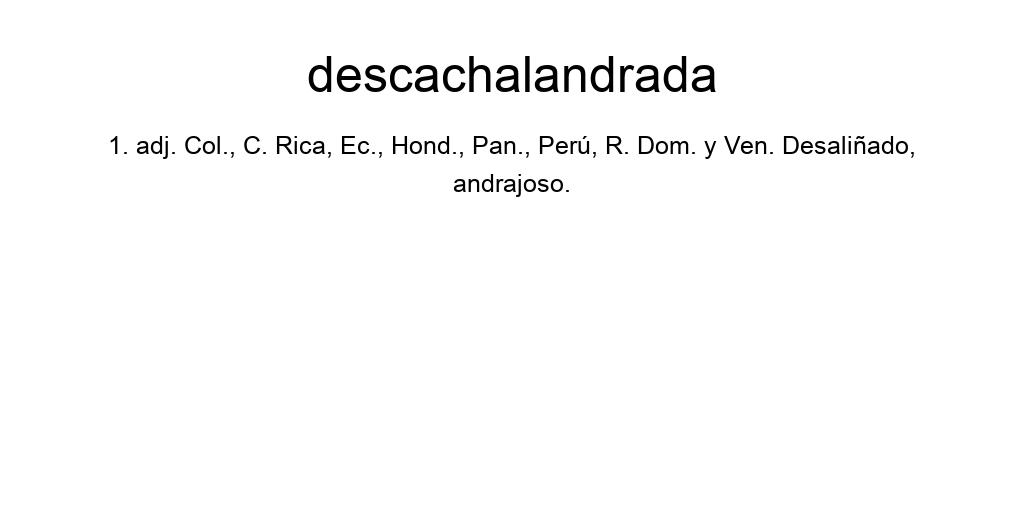 descachalandrada
1. adj. Col., C. Rica, Ec., Hond., Pan., Perú, R. Dom. y Ven. Desaliñado,
andrajoso.